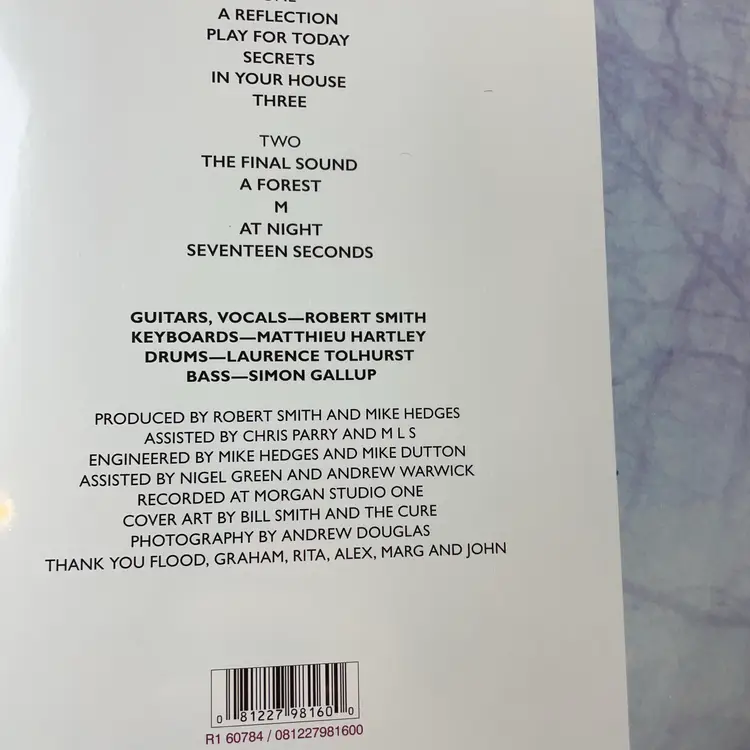 ONE
A REFLECTION
PLAY FOR TODAY
SECRETS
IN YOUR HOUSE
THREE
TWO
THE FINAL SOUND
A FOREST
M
AT NIGHT
SEVENTEEN SECONDS
GUITARS, VOCALS—ROBERT SMITH
KEYBOARDS—MATTHIEU HARTLEY
DRUMS—LAURENCE TOLHURST
BASS—SIMON GALLUP
PRODUCED BY ROBERT SMITH AND MIKE HEDGES
ASSISTED BY CHRIS PARRY AND M L S
ENGINEERED BY MIKE HEDGES AND MIKE DUTTON
ASSISTED BY NIGEL GREEN AND ANDREW WARWICK
RECORDED AT MORGAN STUDIO ONE
COVER ART BY BILL SMITH AND THE CURE
PHOTOGRAPHY BY ANDREW DOUGLAS
THANK YOU FLOOD, GRAHAM, RITA, ALEX, MARG AND JOHN
0 81227 98160 0
R1 60784 / 081227981600